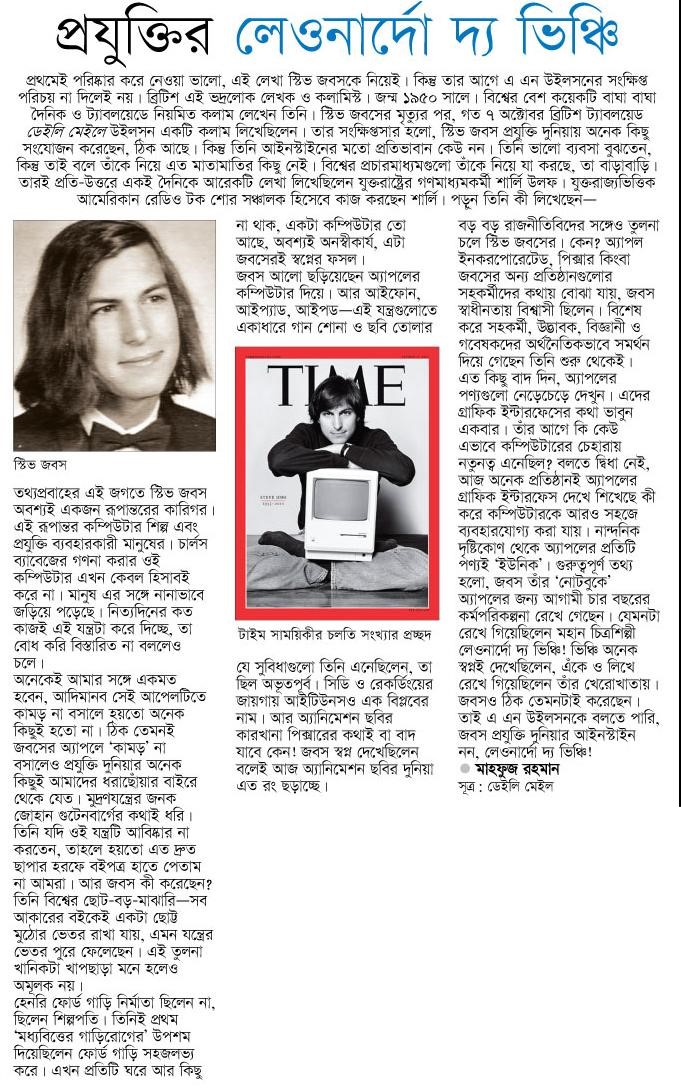 প্রযুক্তির লেওনার্দো দ্য ভিঞ্চি
প্রথমেই পরিষ্কার করে নেওয়া ভালো, এই লেখা স্টিভ জবসকে নিয়েই। কিন্তু তার আগে এ এন উইলসনের সংক্ষিপ্ত
পরিচয় না দিলেই নয়। ব্রিটিশ এই ভদ্রলোক লেখক ও কলামিস্ট। জন্ম ১৯৫০ সালে। বিশ্বের বেশ কয়েকটি বাঘা বাঘা
দৈনিক ও ট্যাবলয়েডে নিয়মিত কলাম লেখেন তিনি। স্টিভ জবসের মৃত্যুর পর, গত ৭ অক্টোবর ব্রিটিশ ট্যাবলয়েড
ডেইলি মেইলে উইলসন একটি কলাম লিখেছিলেন। তার সংক্ষিপ্তসার হলো, স্টিভ জবস প্রযুক্তি দুনিয়ায় অনেক কিছু
সংযোজন করেছেন, ঠিক আছে। কিন্তু তিনি আইনস্টাইনের মতো প্রতিভাবান কেউ নন। তিনি ভালো ব্যবসা বুঝতেন,
কিন্তু তাই বলে তাঁকে নিয়ে এত মাতামাতির কিছু নেই। বিশ্বের প্রচারমাধ্যমগুলো তাঁকে নিয়ে যা করছে, তা বাড়াবাড়ি।
তারই প্রতি-উত্তরে একই দৈনিকে আরেকটি লেখা লিখেছিলেন যুক্তরাষ্ট্রের গণমাধ্যমকর্মী শার্লি উলফ। যুক্তরাজ্যভিত্তিক
আমেরিকান রেডিও টক শোর সঞ্চালক হিসেবে কাজ করছেন শার্লি। পড়ুন তিনি কী লিখেছেন—
স্টিভ জবস
তথ্যপ্রবাহের এই জগতে স্টিভ জবস
অবশ্যই একজন রূপান্তরের কারিগর।
এই রূপান্তর কম্পিউটার শিল্প এবং
প্রযুক্তি ব্যবহারকারী মানুষের। চার্লস
ব্যাবেজের গণনা করার ওই
কম্পিউটার এখন কেবল হিসাবই
করে না। মানুষ এর সঙ্গে নানাভাবে
জড়িয়ে পড়েছে। নিত্যদিনের কত
কাজই এই যন্ত্রটা করে দিচ্ছে, তা
বোধ করি বিস্তারিত না বললেও
চলে।
অনেকেই আমার সঙ্গে একমত
হবেন, আদিমানব সেই আপেলটিতে
কামড় না বসালে হয়তো অনেক
কিছুই হতো না। ঠিক তেমনই
জবসের অ্যাপলে ‘কামড়’ না
বসালেও প্রযুক্তি দুনিয়ার অনেক
কিছুই আমাদের ধরাছোঁয়ার বাইরে
থেকে যেত। মুদ্রণযন্ত্রের জনক
জোহান গুটেনবার্গের কথাই ধরি।
তিনি যদি ওই যন্ত্রটি আবিষ্কার না
করতেন, তাহলে হয়তো এত দ্রুত
ছাপার হরফে বইপত্র হাতে পেতাম
না আমরা। আর জবস কী করেছেন?
তিনি বিশ্বের ছোট-বড়-মাঝারি—সব
আকারের বইকেই একটা ছোট্ট
মুঠোর ভেতর রাখা যায়, এমন যন্ত্রের
ভেতর পুরে ফেলেছেন। এই তুলনা
খানিকটা খাপছাড়া মনে হলেও
অমূলক নয়।
হেনরি ফোর্ড গাড়ি নির্মাতা ছিলেন না,
ছিলেন শিল্পপতি। তিনিই প্রথম
‘মধ্যবিত্তের গাড়িরোগের’ উপশম
দিয়েছিলেন ফোর্ড গাড়ি সহজলভ্য
করে। এখন প্রতিটি ঘরে আর কিছু
না থাক, একটা কম্পিউটার তো
আছে, অবশ্যই অনস্বীকার্য, এটা
জবসেরই স্বপ্নের ফসল।
জবস আলো ছড়িয়েছেন অ্যাপলের
কম্পিউটার দিয়ে। আর আইফোন,
আইপ্যাড, আইপড—এই যন্ত্রগুলোতে
একাধারে গান শোনা ও ছবি তোলার
TIME
STEVE JOBS
1955-2011
টাইম সাময়িকীর চলতি সংখ্যার প্রচ্ছদ
যে সুবিধাগুলো তিনি এনেছিলেন, তা
ছিল অভূতপূর্ব। সিডি ও রেকর্ডিংয়ের
জায়গায় আইটিউনসও এক বিপ্লবের
নাম। আর অ্যানিমেশন ছবির
কারখানা পিক্সারের কথাই বা বাদ
যাবে কেন! জবস স্বপ্ন দেখেছিলেন
বলেই আজ অ্যানিমেশন ছবির দুনিয়া
এত রং ছড়াচ্ছে।
বড় বড় রাজনীতিবিদের সঙ্গেও তুলনা
চলে স্টিভ জবসের। কেন? অ্যাপল
ইনকরপোরেটেড, পিক্সার কিংবা
জবসের অন্য প্রতিষ্ঠানগুলোর
সহকর্মীদের কথায় বোঝা যায়, জবস
স্বাধীনতায় বিশ্বাসী ছিলেন। বিশেষ
করে সহকর্মী, উদ্ভাবক, বিজ্ঞানী ও
গবেষকদের অর্থনৈতিকভাবে সমর্থন
দিয়ে গেছেন তিনি শুরু থেকেই।
এত কিছু বাদ দিন, অ্যাপলের
পণ্যগুলো নেড়েচেড়ে দেখুন। এদের
গ্রাফিক ইন্টারফেসের কথা ভাবুন
একবার। তাঁর আগে কি কেউ
এভাবে কম্পিউটারের চেহারায়
নতুনত্ব এনেছিল? বলতে দ্বিধা নেই,
আজ অনেক প্রতিষ্ঠানই অ্যাপলের
গ্রাফিক ইন্টারফেস দেখে শিখেছে কী
করে কম্পিউটারকে আরও সহজে
ব্যবহারযোগ্য করা যায়। নান্দনিক
দৃষ্টিকোণ থেকে অ্যাপলের প্রতিটি
পণ্যই ‘ইউনিক’। গুরুত্বপূর্ণ তথ্য
হলো, জবস তাঁর ‘নোটবুকে’
অ্যাপলের জন্য আগামী চার বছরের
কর্মপরিকল্পনা রেখে গেছেন। যেমনটা
রেখে গিয়েছিলেন মহান চিত্রশিল্পী
লেওনার্দো দ্য ভিঞ্চি! ভিঞ্চি অনেক
স্বপ্নই দেখেছিলেন, এঁকে ও লিখে
রেখে গিয়েছিলেন তাঁর খেরোখাতায়।
জবসও ঠিক তেমনটাই করেছেন।
তাই এ এন উইলসনকে বলতে পারি,
জবস প্রযুক্তি দুনিয়ার আইনস্টাইন
নন, লেওনার্দো দ্য ভিঞ্চি!
মাহফুজ রহমান
সূত্র : ডেইলি মেইল